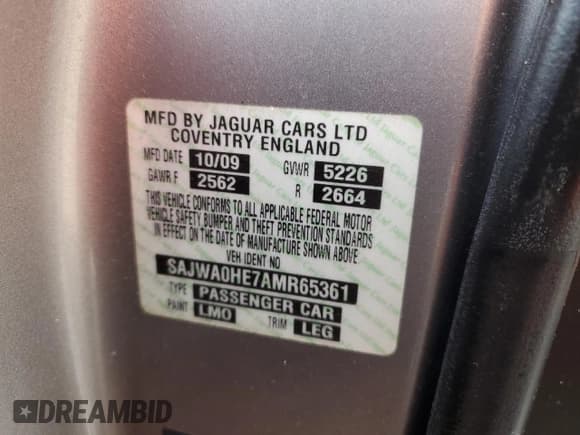 MFD BY JAGUAR CARS LTD
COVENTRY ENGLAND
MFD DATE 10/09 GVWR 5226
GAWR F 2562 R 2664
THIS VEHICLE CONFORMS TO ALL APPLICABLE FEDERAL MOTOR
VEHICLE SAFETY, BUMPER AND THEFT PREVENTION STANDARDS
IN EFFECT ON THE DATE OF MANUFACTURE SHOWN ABOVE
VEH IDENT NO
SAJWA0HE7AMR65361
TYPE PASSENGER CAR
PAINT LMO TRIM LEG
DREAMBID